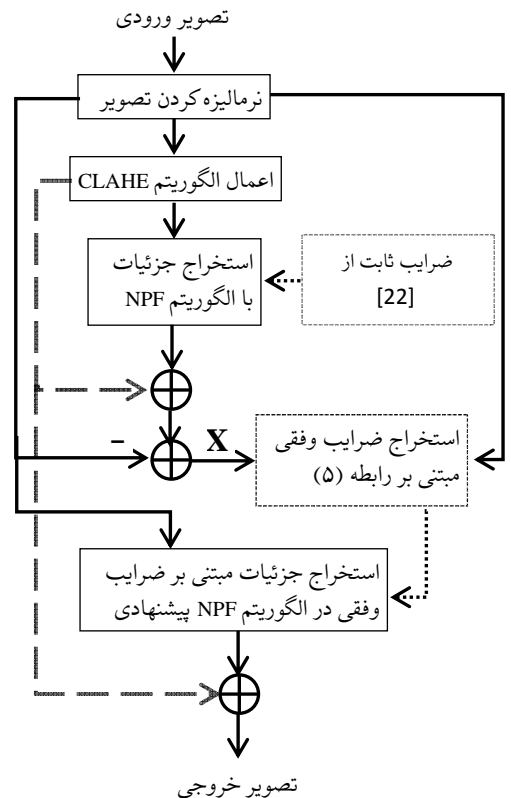 تصویر ورودی
نرمالیزه کردن تصویر
اعمال الگوریتم CLAHE
استخراج جزئیات
با الگوریتم NPF
ضرایب ثابت از
[22]
– X
استخراج ضرایب وفقی
مبتنی بر رابطه (۵)
استخراج جزئیات مبتنی بر ضرایب
وفقی در الگوریتم NPF پیشنهادی
تصویر خروجی